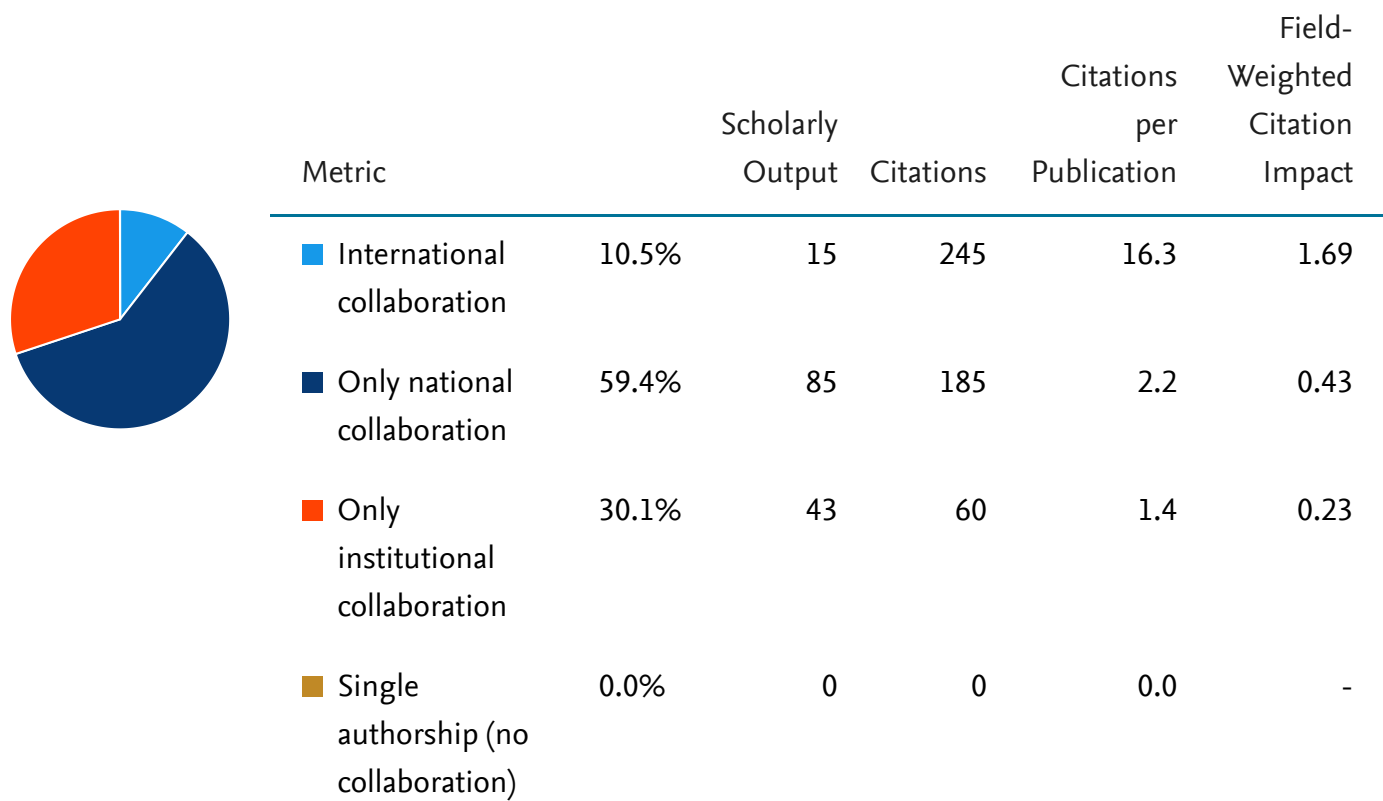 Field-
Citations Weighted
Scholarly per Citation
Metric Output Citations Publication Impact
International 10.5% 15 245 16.3 1.69
collaboration
Only national 59.4% 85 185 2.2 0.43
collaboration
Only 30.1% 43 60 1.4 0.23
institutional
collaboration
Single 0.0% 0 0 0.0 -
authorship (no
collaboration)